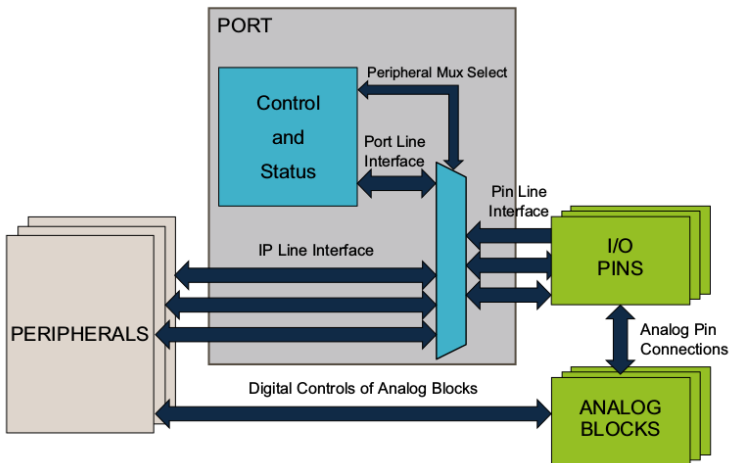 PORT
Peripheral Mux Select
Control
and
Status
Port Line
Interface
Pin Line
Interface
I/O
PINS
IP Line Interface
PERIPHERALS
Analog Pin
Connections
Digital Controls of Analog Blocks
ANALOG
BLOCKS